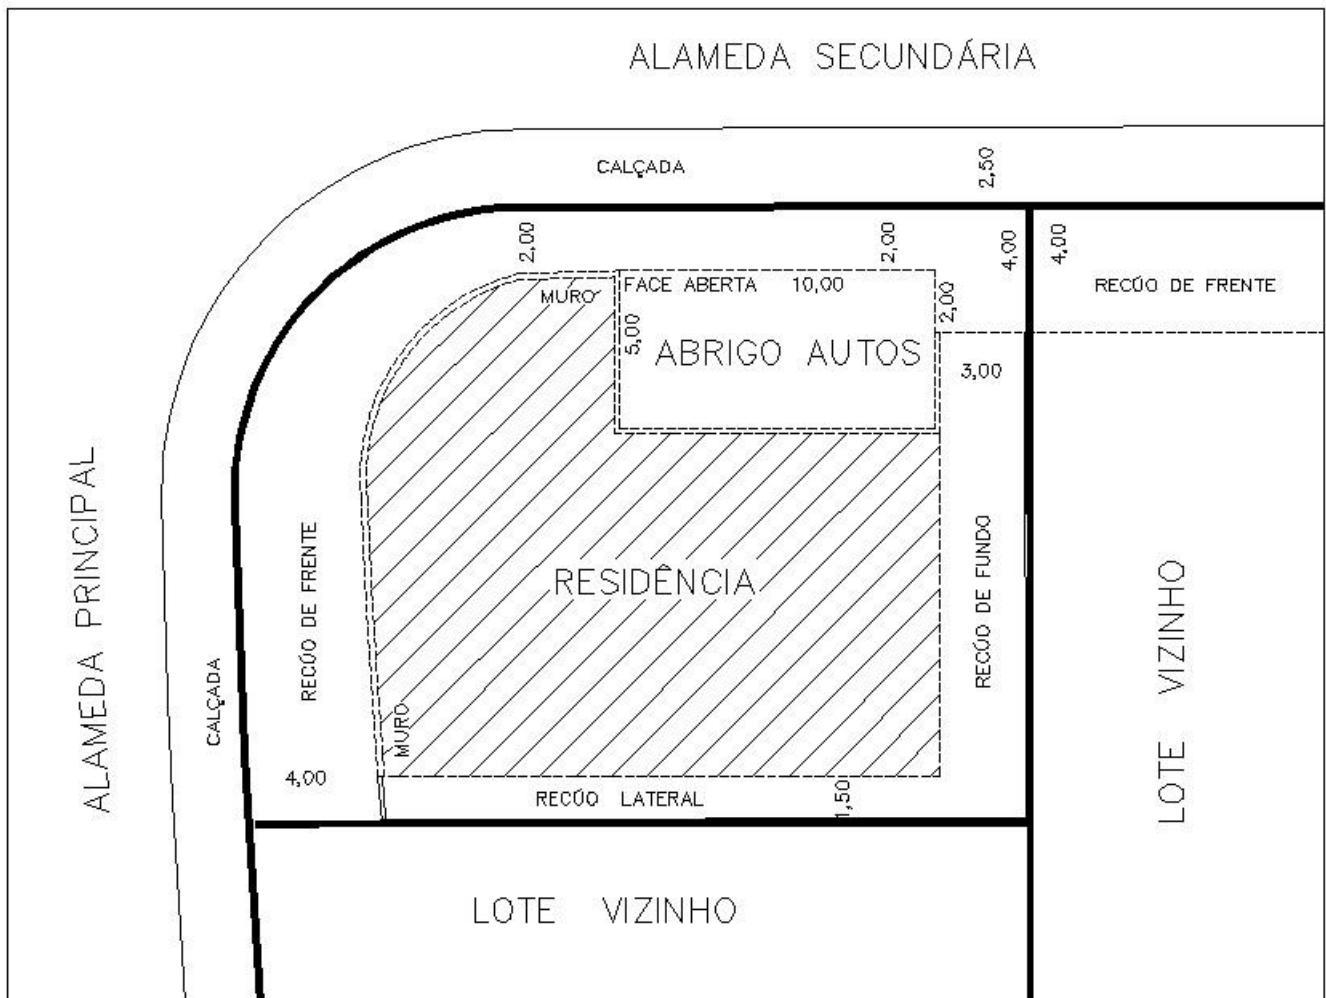 ALAMEDA SECUNDÁRIA
CALÇADA
2,50
2,00
2,00
4,00
4,00
RECÚO DE FRENTE
MURO
FACE ABERTA
10,00
2,00
5,00
ABRIGO AUTOS
3,00
ALAMEDA PRINCIPAL
CALÇADA
RECÚO DE FRENTE
RESIDÊNCIA
RECÚO DE FUNDO
LOTE VIZINHO
MURO
4,00
RECÚO LATERAL
1,50
LOTE VIZINHO